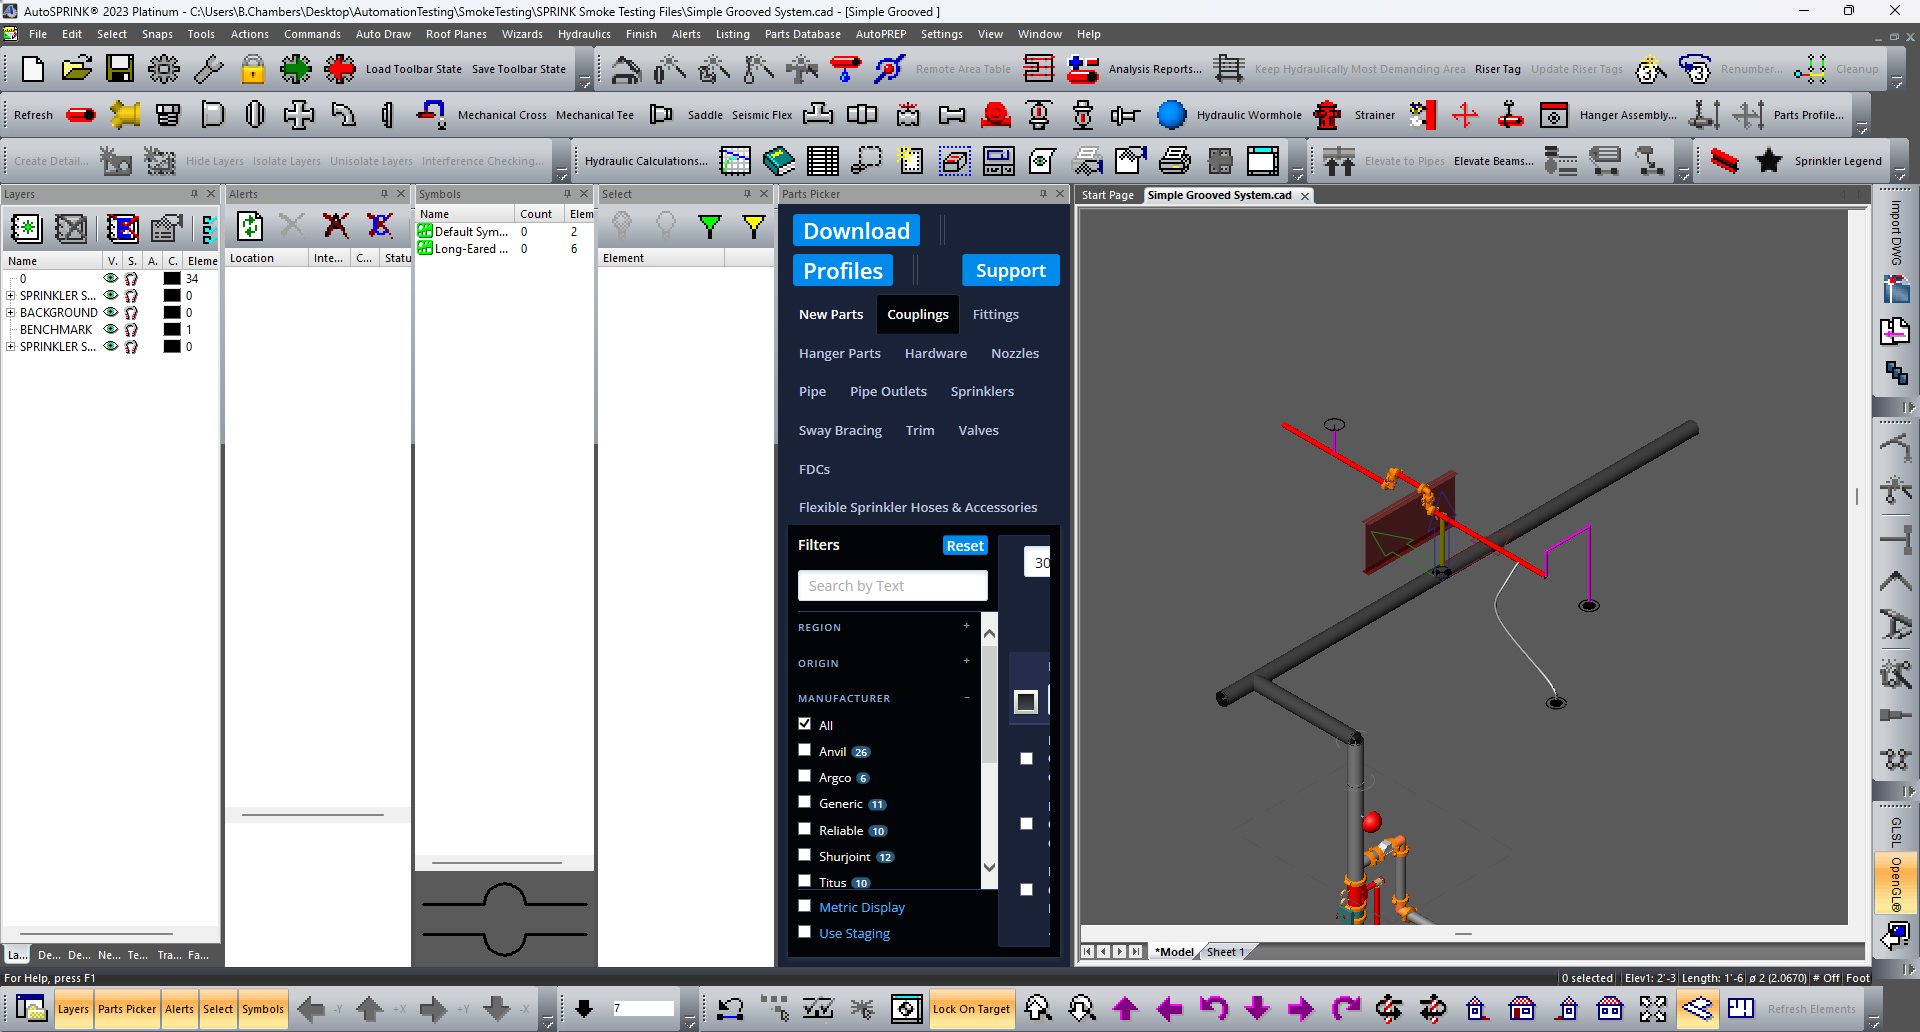 AutoSPRINK® 2023 Platinum - C:\Users\B.Chambers\Desktop\AutomationTesting\SmokeTesting\SPRINK Smoke Testing Files\Simple Grooved System.cad - [Simple Grooved ]
File Edit Select Snaps Tools Actions Commands Auto Draw Roof Planes Wizards Hydraulics Finish Alerts Listing Parts Database AutoPREP Settings View Window Help
Load Toolbar State Save Toolbar State Remote Area Table Analysis Reports... Keep Hydraulically Most Demanding Area Riser Tag Update Riser Tags Renumber... Cleanup
Refresh Mechanical Cross Mechanical Tee Saddle Seismic Flex Hydraulic Wormhole Strainer Hanger Assembly... Parts Profile...
Create Detail... Hide Layers Isolate Layers Unisolate Layers Interference Checking... Hydraulic Calculations... Elevate to Pipes Elevate Beams... Sprinkler Legend
Layers
Name V. S. A. C. Eleme
0 34
SPRINKLER S... 0
BACKGROUND 0
BENCHMARK 1
SPRINKLER S... 0
La... De... De... Ne... Te... Tra... Fa...
Alerts
Location Inte... C... Statu
Symbols
Name Count Elem
Default Sym... 0 2
Long-Eared ... 0 6
Select
Element
Parts Picker
Download
Profiles Support
New Parts Couplings Fittings
Hanger Parts Hardware Nozzles
Pipe Pipe Outlets Sprinklers
Sway Bracing Trim Valves
FDCs
Flexible Sprinkler Hoses & Accessories
Filters Reset
30
Search by Text
REGION +
ORIGIN +
MANUFACTURER −
All
Anvil 26
Argco 6
Generic 11
Reliable 10
Shurjoint 12
Titus 10
Metric Display
Use Staging
Start Page Simple Grooved System.cad
*Model Sheet 1
Import DWG
GLSL
OpenGL®
For Help, press F1
0 selected Elev1: 2'-3 Length: 1'-6 ø 2 (2.0670) # Off Foot
Layers Parts Picker Alerts Select Symbols -Y +X +Y -X 7 Lock On Target Refresh Elements